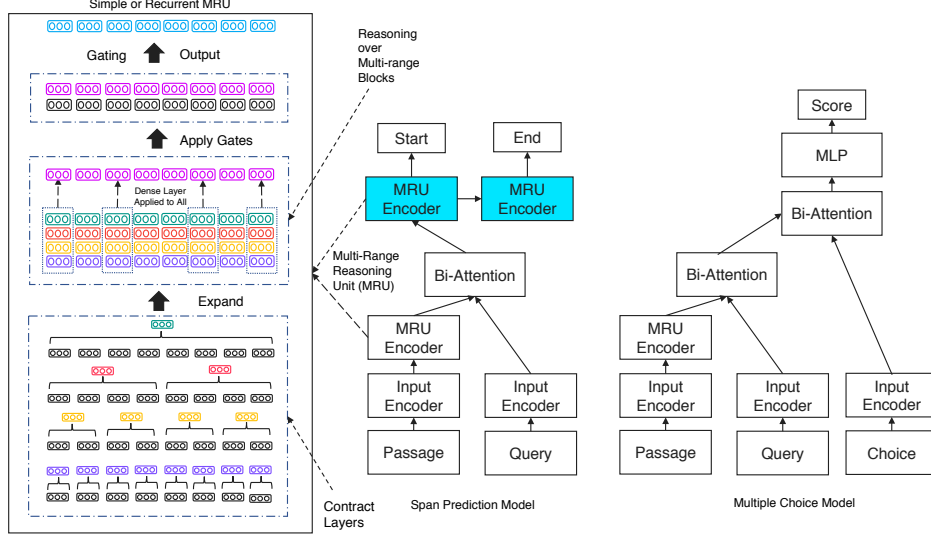 Simple or Recurrent MRU
Gating
Output
Apply Gates
Dense Layer
Applied to All
Expand
Reasoning
over
Multi-range
Blocks
Multi-Range
Reasoning
Unit (MRU)
Contract
Layers
Start
End
MRU
Encoder
MRU
Encoder
Bi-Attention
MRU
Encoder
Input
Encoder
Input
Encoder
Passage
Query
Span Prediction Model
Score
MLP
Bi-Attention
Bi-Attention
MRU
Encoder
Input
Encoder
Input
Encoder
Input
Encoder
Passage
Query
Choice
Multiple Choice Model